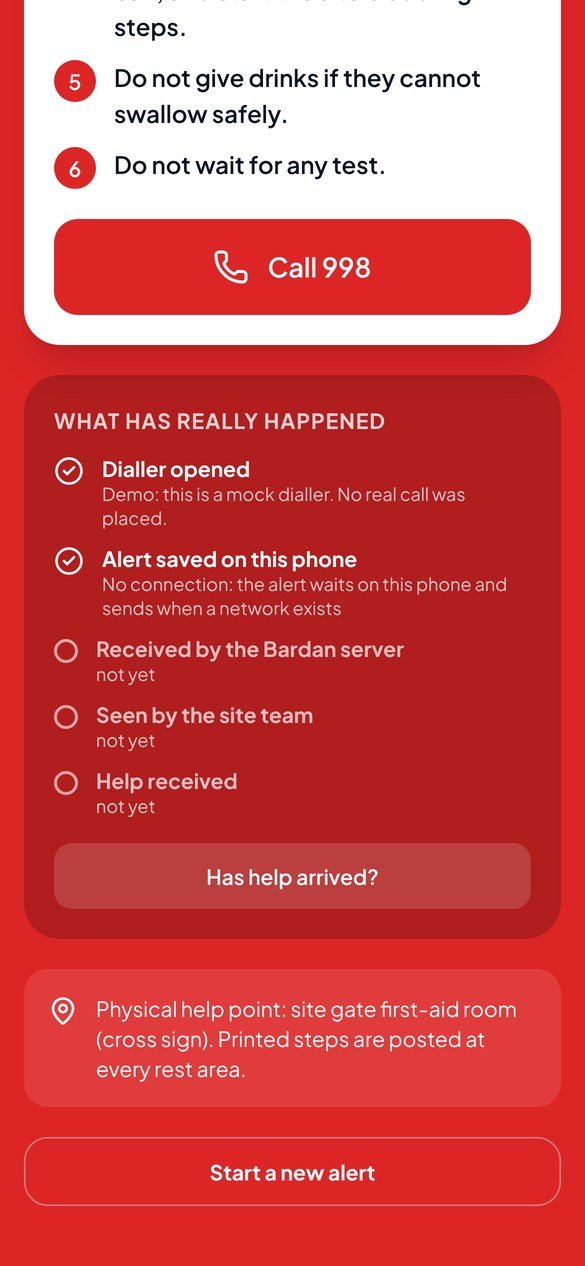 steps.
5 Do not give drinks if they cannot
swallow safely.
6 Do not wait for any test.
Call 998
WHAT HAS REALLY HAPPENED
Dialler opened
Demo: this is a mock dialler. No real call was
placed.
Alert saved on this phone
No connection: the alert waits on this phone and
sends when a network exists
Received by the Bardan server
not yet
Seen by the site team
not yet
Help received
not yet
Has help arrived?
Physical help point: site gate first-aid room
(cross sign). Printed steps are posted at
every rest area.
Start a new alert